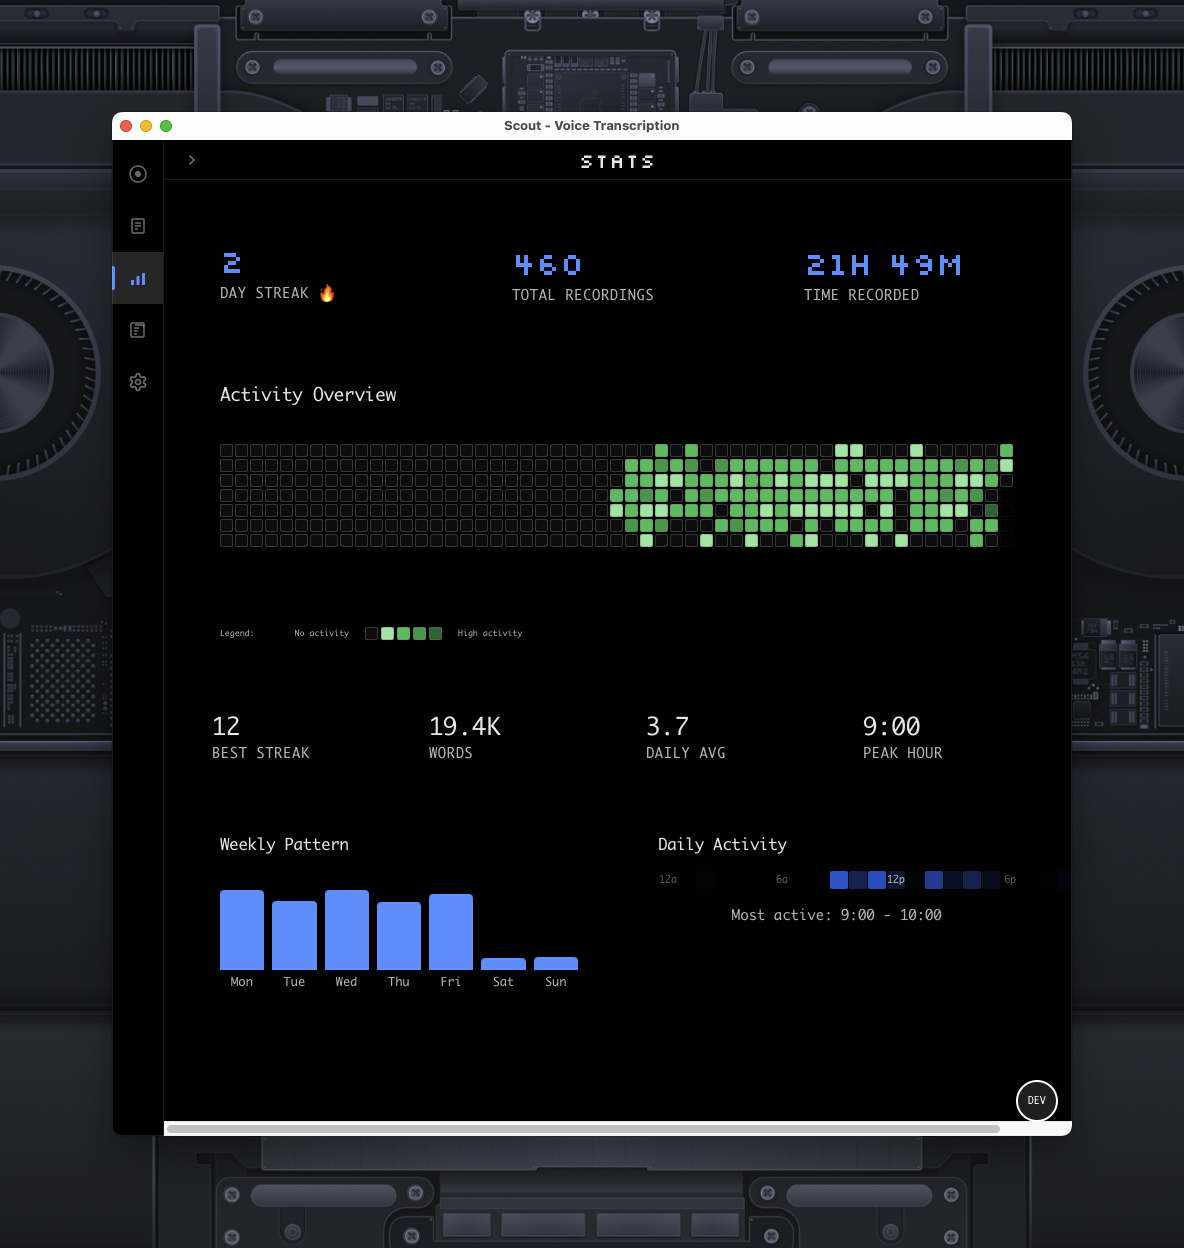 Scout - Voice Transcription
STATS
2
460
21H 49M
DAY STREAK 🔥
TOTAL RECORDINGS
TIME RECORDED
Activity Overview
Legend:
No activity
High activity
12
19.4K
3.7
9:00
BEST STREAK
WORDS
DAILY AVG
PEAK HOUR
Weekly Pattern
Daily Activity
12a
6a
12p
6p
Most active: 9:00 - 10:00
Mon
Tue
Wed
Thu
Fri
Sat
Sun
DEV